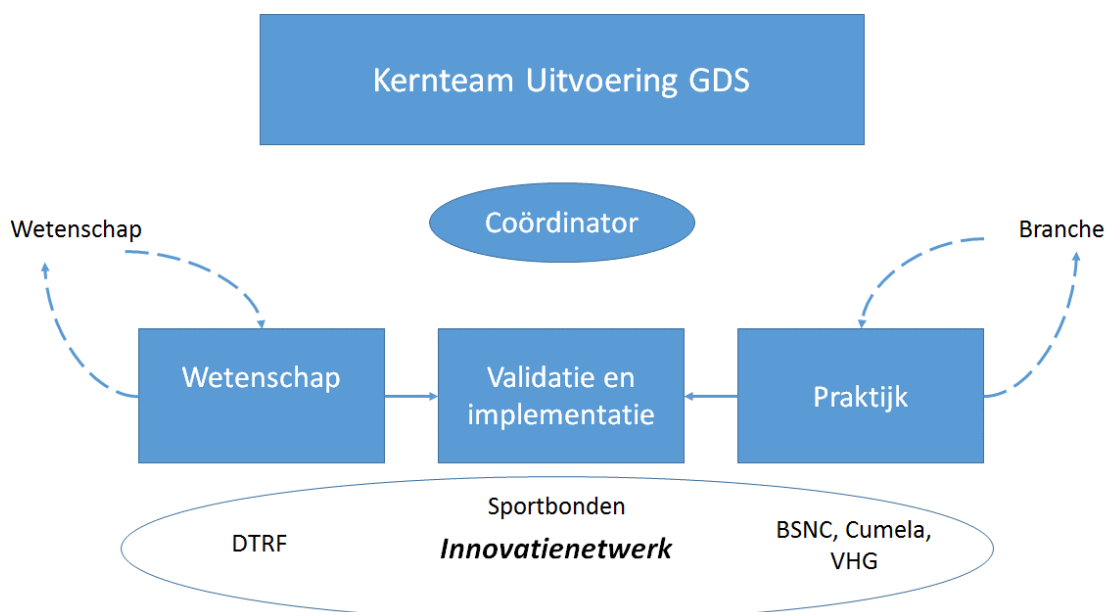 Kernteam Uitvoering GDS
Coördinator
Wetenschap
Branche
Wetenschap
Validatie en
implementatie
Praktijk
Sportbonden
DTRF
Innovatienetwerk
BSNC, Cumela,
VHG